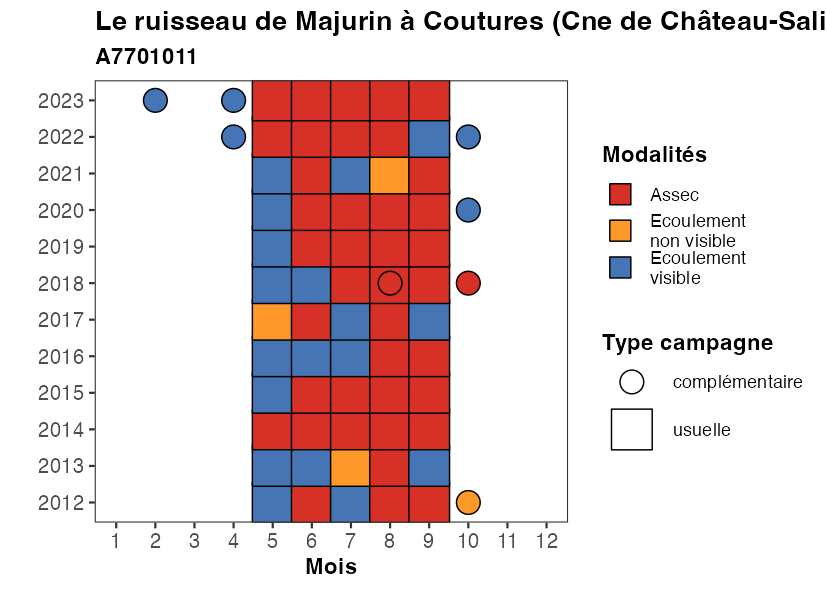 Le ruisseau de Majurin à Coutures (Cne de Château-Sali
A7701011
2023
2022
2021
2020
2019
2018
2017
2016
2015
2014
2013
2012
1 2 3 4 5 6 7 8 9 10 11 12
Mois
Modalités
Assec
Ecoulement
non visible
Ecoulement
visible
Type campagne
complémentaire
usuelle